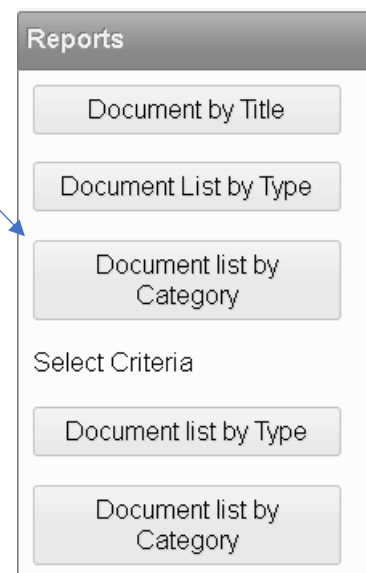 Reports
Document by Title
Document List by Type
Document list by
Category
Select Criteria
Document list by Type
Document list by
Category